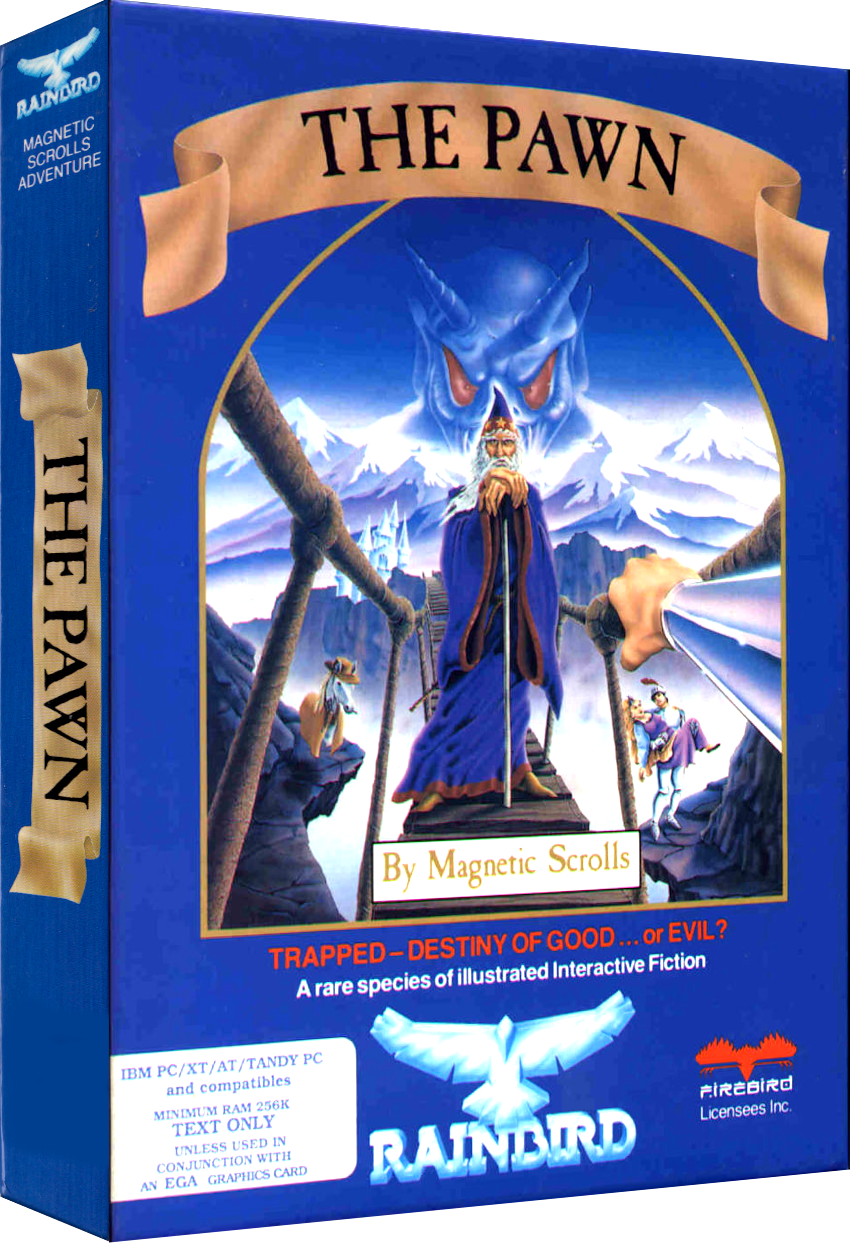 RAINBIRD
MAGNETIC
SCROLLS
ADVENTURE
THE PAWN
THE PAWN
By Magnetic Scrolls
TRAPPED – DESTINY OF GOOD ... or EVIL?
A rare species of illustrated Interactive Fiction
IBM PC/XT/AT/TANDY PC
and compatibles
MINIMUM RAM 256K
TEXT ONLY
UNLESS USED IN
CONJUNCTION WITH
AN EGA GRAPHICS CARD
RAINBIRD
FIREBIRD
Licensees Inc.